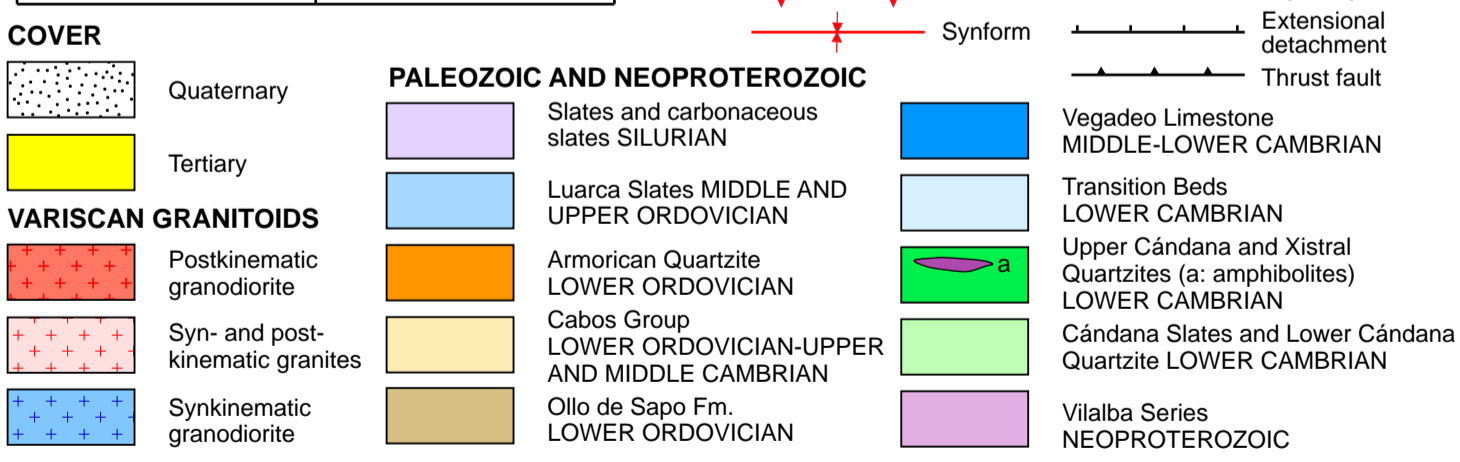 COVER
Quaternary
Tertiary
VARISCAN GRANITOIDS
Postkinematic
granodiorite
Syn- and post-
kinematic granites
Synkinematic
granodiorite
PALEOZOIC AND NEOPROTEROZOIC
Slates and carbonaceous
slates SILURIAN
Luarca Slates MIDDLE AND
UPPER ORDOVICIAN
Armorican Quartzite
LOWER ORDOVICIAN
Cabos Group
LOWER ORDOVICIAN-UPPER
AND MIDDLE CAMBRIAN
Ollo de Sapo Fm.
LOWER ORDOVICIAN
Synform
Extensional
detachment
Thrust fault
Vegadeo Limestone
MIDDLE-LOWER CAMBRIAN
Transition Beds
LOWER CAMBRIAN
a
Upper Cándana and Xistral
Quartzites (a: amphibolites)
LOWER CAMBRIAN
Cándana Slates and Lower Cándana
Quartzite LOWER CAMBRIAN
Vilalba Series
NEOPROTEROZOIC